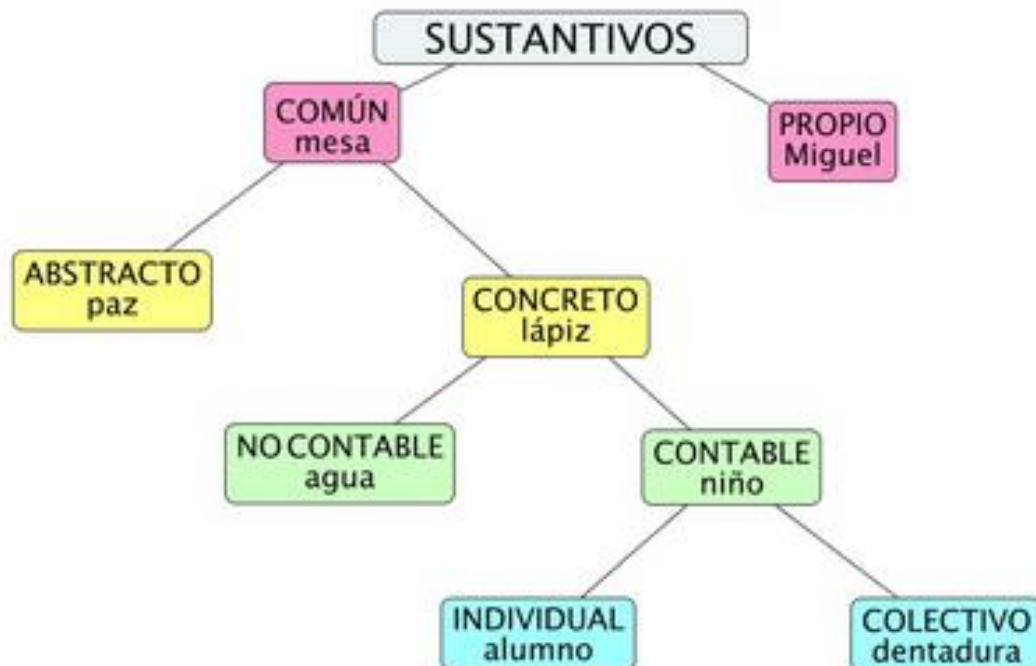 SUSTANTIVOS
COMÚN
mesa
PROPIO
Miguel
ABSTRACTO
paz
CONCRETO
lápiz
NO CONTABLE
agua
CONTABLE
niño
INDIVIDUAL
alumno
COLECTIVO
dentadura